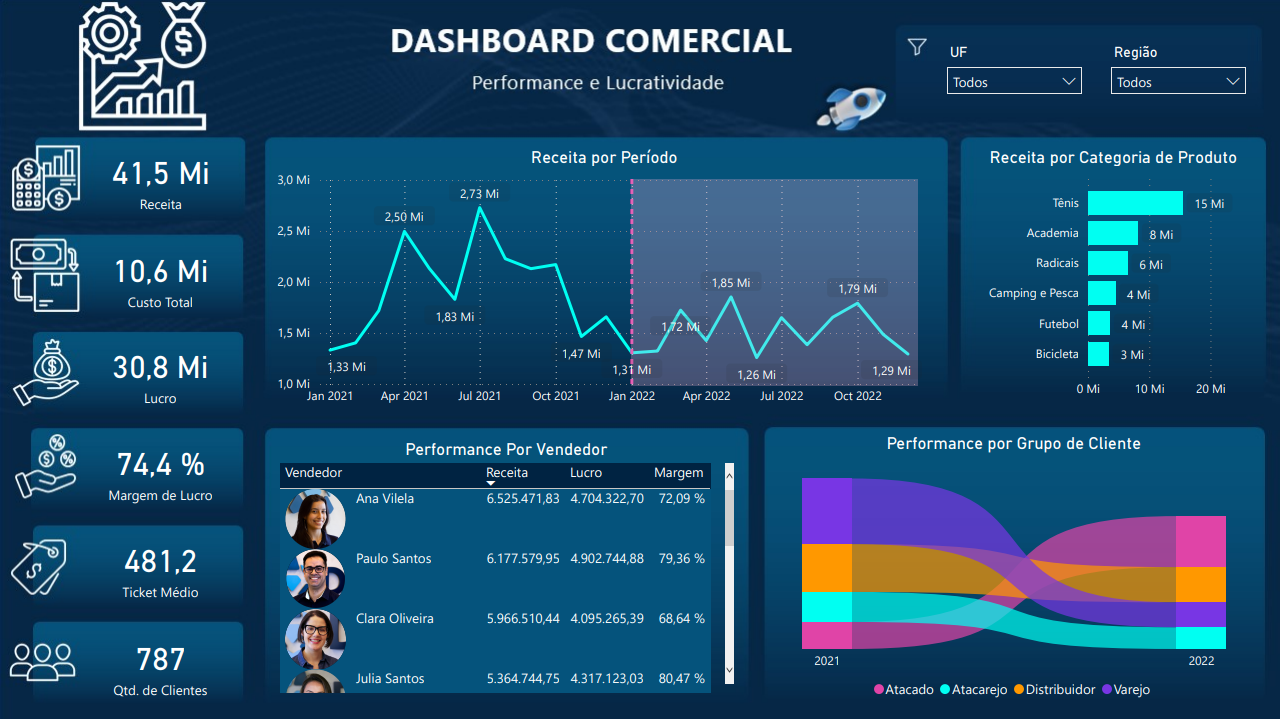 DASHBOARD COMERCIAL
Performance e Lucratividade
UF
Todos
Região
Todos
41,5 Mi
Receita
10,6 Mi
Custo Total
30,8 Mi
Lucro
74,4 %
Margem de Lucro
481,2
Ticket Médio
787
Qtd. de Clientes
Receita por Período
3,0 Mi
2,5 Mi
2,0 Mi
1,5 Mi
1,0 Mi
1,33 Mi
2,50 Mi
1,83 Mi
2,73 Mi
1,47 Mi
1,31 Mi
1,72 Mi
1,85 Mi
1,26 Mi
1,79 Mi
1,29 Mi
Jan 2021 Apr 2021 Jul 2021 Oct 2021 Jan 2022 Apr 2022 Jul 2022 Oct 2022
Receita por Categoria de Produto
Tênis 15 Mi
Academia 8 Mi
Radicais 6 Mi
Camping e Pesca 4 Mi
Futebol 4 Mi
Bicicleta 3 Mi
0 Mi 10 Mi 20 Mi
Performance Por Vendedor
Vendedor Receita Lucro Margem
Ana Vilela 6.525.471,83 4.704.322,70 72,09 %
Paulo Santos 6.177.579,95 4.902.744,88 79,36 %
Clara Oliveira 5.966.510,44 4.095.265,39 68,64 %
Julia Santos 5.364.744,75 4.317.123,03 80,47 %
Performance por Grupo de Cliente
2021 2022
Atacado Atacarejo Distribuidor Varejo